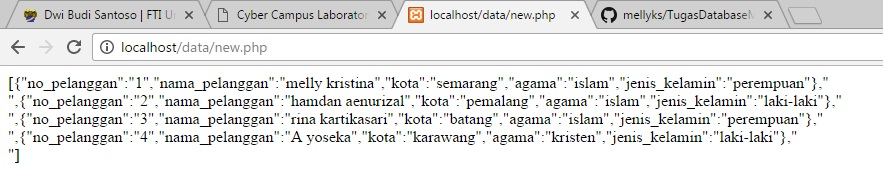 Dwi Budi Santoso | FTI Un
Cyber Campus Laborator
localhost/data/new.php
mellyks/TugasDatabaseM
localhost/data/new.php
[{"no_pelanggan":"1","nama_pelanggan":"melly kristina","kota":"semarang","agama":"islam","jenis_kelamin":"perempuan"},"
",{"no_pelanggan":"2","nama_pelanggan":"hamdan aenurizal","kota":"pemalang","agama":"islam","jenis_kelamin":"laki-laki"},"
",{"no_pelanggan":"3","nama_pelanggan":"rina kartikasari","kota":"batang","agama":"islam","jenis_kelamin":"perempuan"},"
",{"no_pelanggan":"4","nama_pelanggan":"A yoseka","kota":"karawang","agama":"kristen","jenis_kelamin":"laki-laki"},"
"]